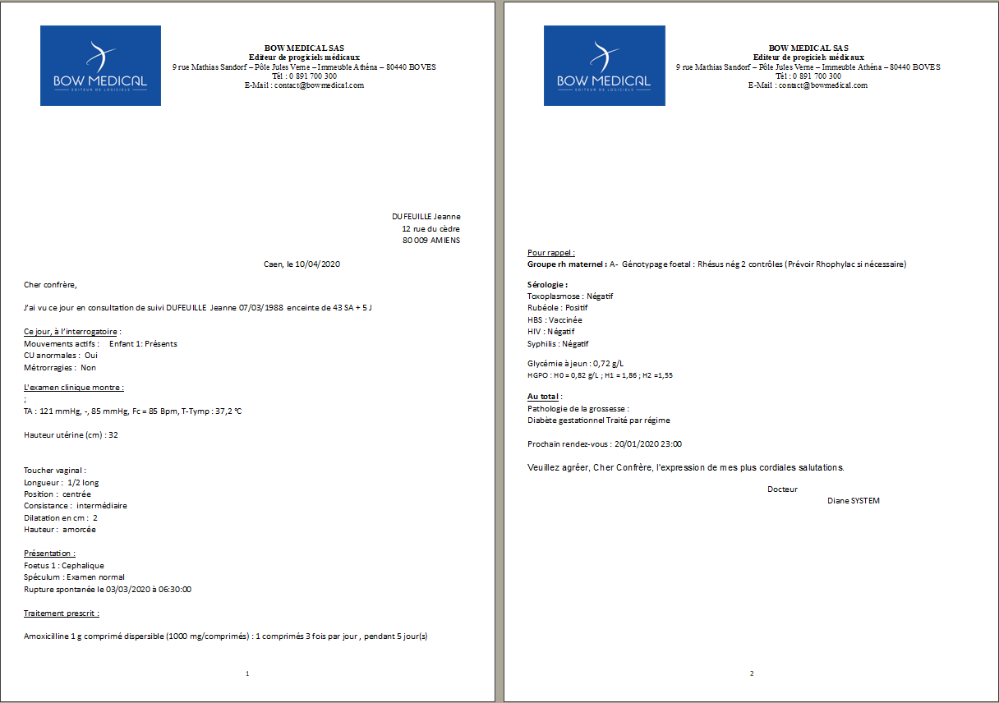 BOW MEDICAL
EDITEUR DE LOGICIELS
BOW MEDICAL SAS
Editeur de progiciels médicaux
9 rue Mathias Sandorf – Pôle Jules Verne – Immeuble Athéna – 80440 BOVES
Tél : 0 891 700 300
E-Mail : contact@bowmedical.com
DUFEUILLE Jeanne
12 rue du cèdre
80 009 AMIENS
Caen, le 10/04/2020
Cher confrère,
J'ai vu ce jour en consultation de suivi DUFEUILLE Jeanne 07/03/1988 enceinte de 43 SA + 5 J
Ce jour, à l'interrogatoire :
Mouvements actifs : Enfant 1: Présents
CU anormales : Oui
Métrorragies : Non
L'examen clinique montre :
;
TA : 121 mmHg, -, 85 mmHg, Fc = 85 Bpm, T-Tymp : 37,2 °C
Hauteur utérine (cm) : 32
Toucher vaginal :
Longueur : 1/2 long
Position : centrée
Consistance : intermédiaire
Dilatation en cm : 2
Hauteur : amorcée
Présentation :
Foetus 1 : Cephalique
Spéculum : Examen normal
Rupture spontanée le 03/03/2020 à 06:30:00
Traitement prescrit :
Amoxicilline 1 g comprimé dispersible (1000 mg/comprimés) : 1 comprimés 3 fois par jour , pendant 5 jour(s)
1
BOW MEDICAL
EDITEUR DE LOGICIELS
BOW MEDICAL SAS
Editeur de progiciels médicaux
9 rue Mathias Sandorf – Pôle Jules Verne – Immeuble Athéna – 80440 BOVES
Tél : 0 891 700 300
E-Mail : contact@bowmedical.com
Pour rappel :
Groupe rh maternel : A- Génotypage foetal : Rhésus nég 2 contrôles (Prévoir Rhophylac si nécessaire)
Sérologie :
Toxoplasmose : Négatif
Rubéole : Positif
HBS : Vaccinée
HIV : Négatif
Syphilis : Négatif
Glycémie à jeun : 0,72 g/L
HGPO : H0 = 0,82 g/L ; H1 = 1,86 ; H2 =1,55
Au total :
Pathologie de la grossesse :
Diabète gestationnel Traité par régime
Prochain rendez-vous : 20/01/2020 23:00
Veuillez agréer, Cher Confrère, l'expression de mes plus cordiales salutations.
Docteur
Diane SYSTEM
2